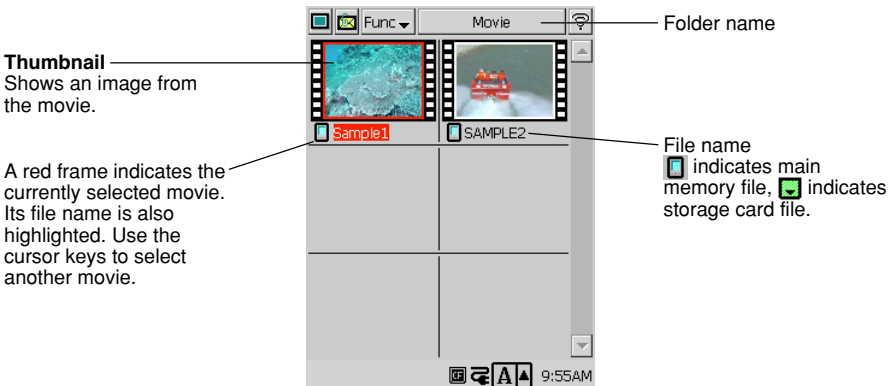 Func
Movie
Folder name
Thumbnail
Shows an image from
the movie.
Sample1
SAMPLE2
A red frame indicates the
currently selected movie.
Its file name is also
highlighted. Use the
cursor keys to select
another movie.
File name
indicates main
memory file, indicates
storage card file.
CF A 9:55AM